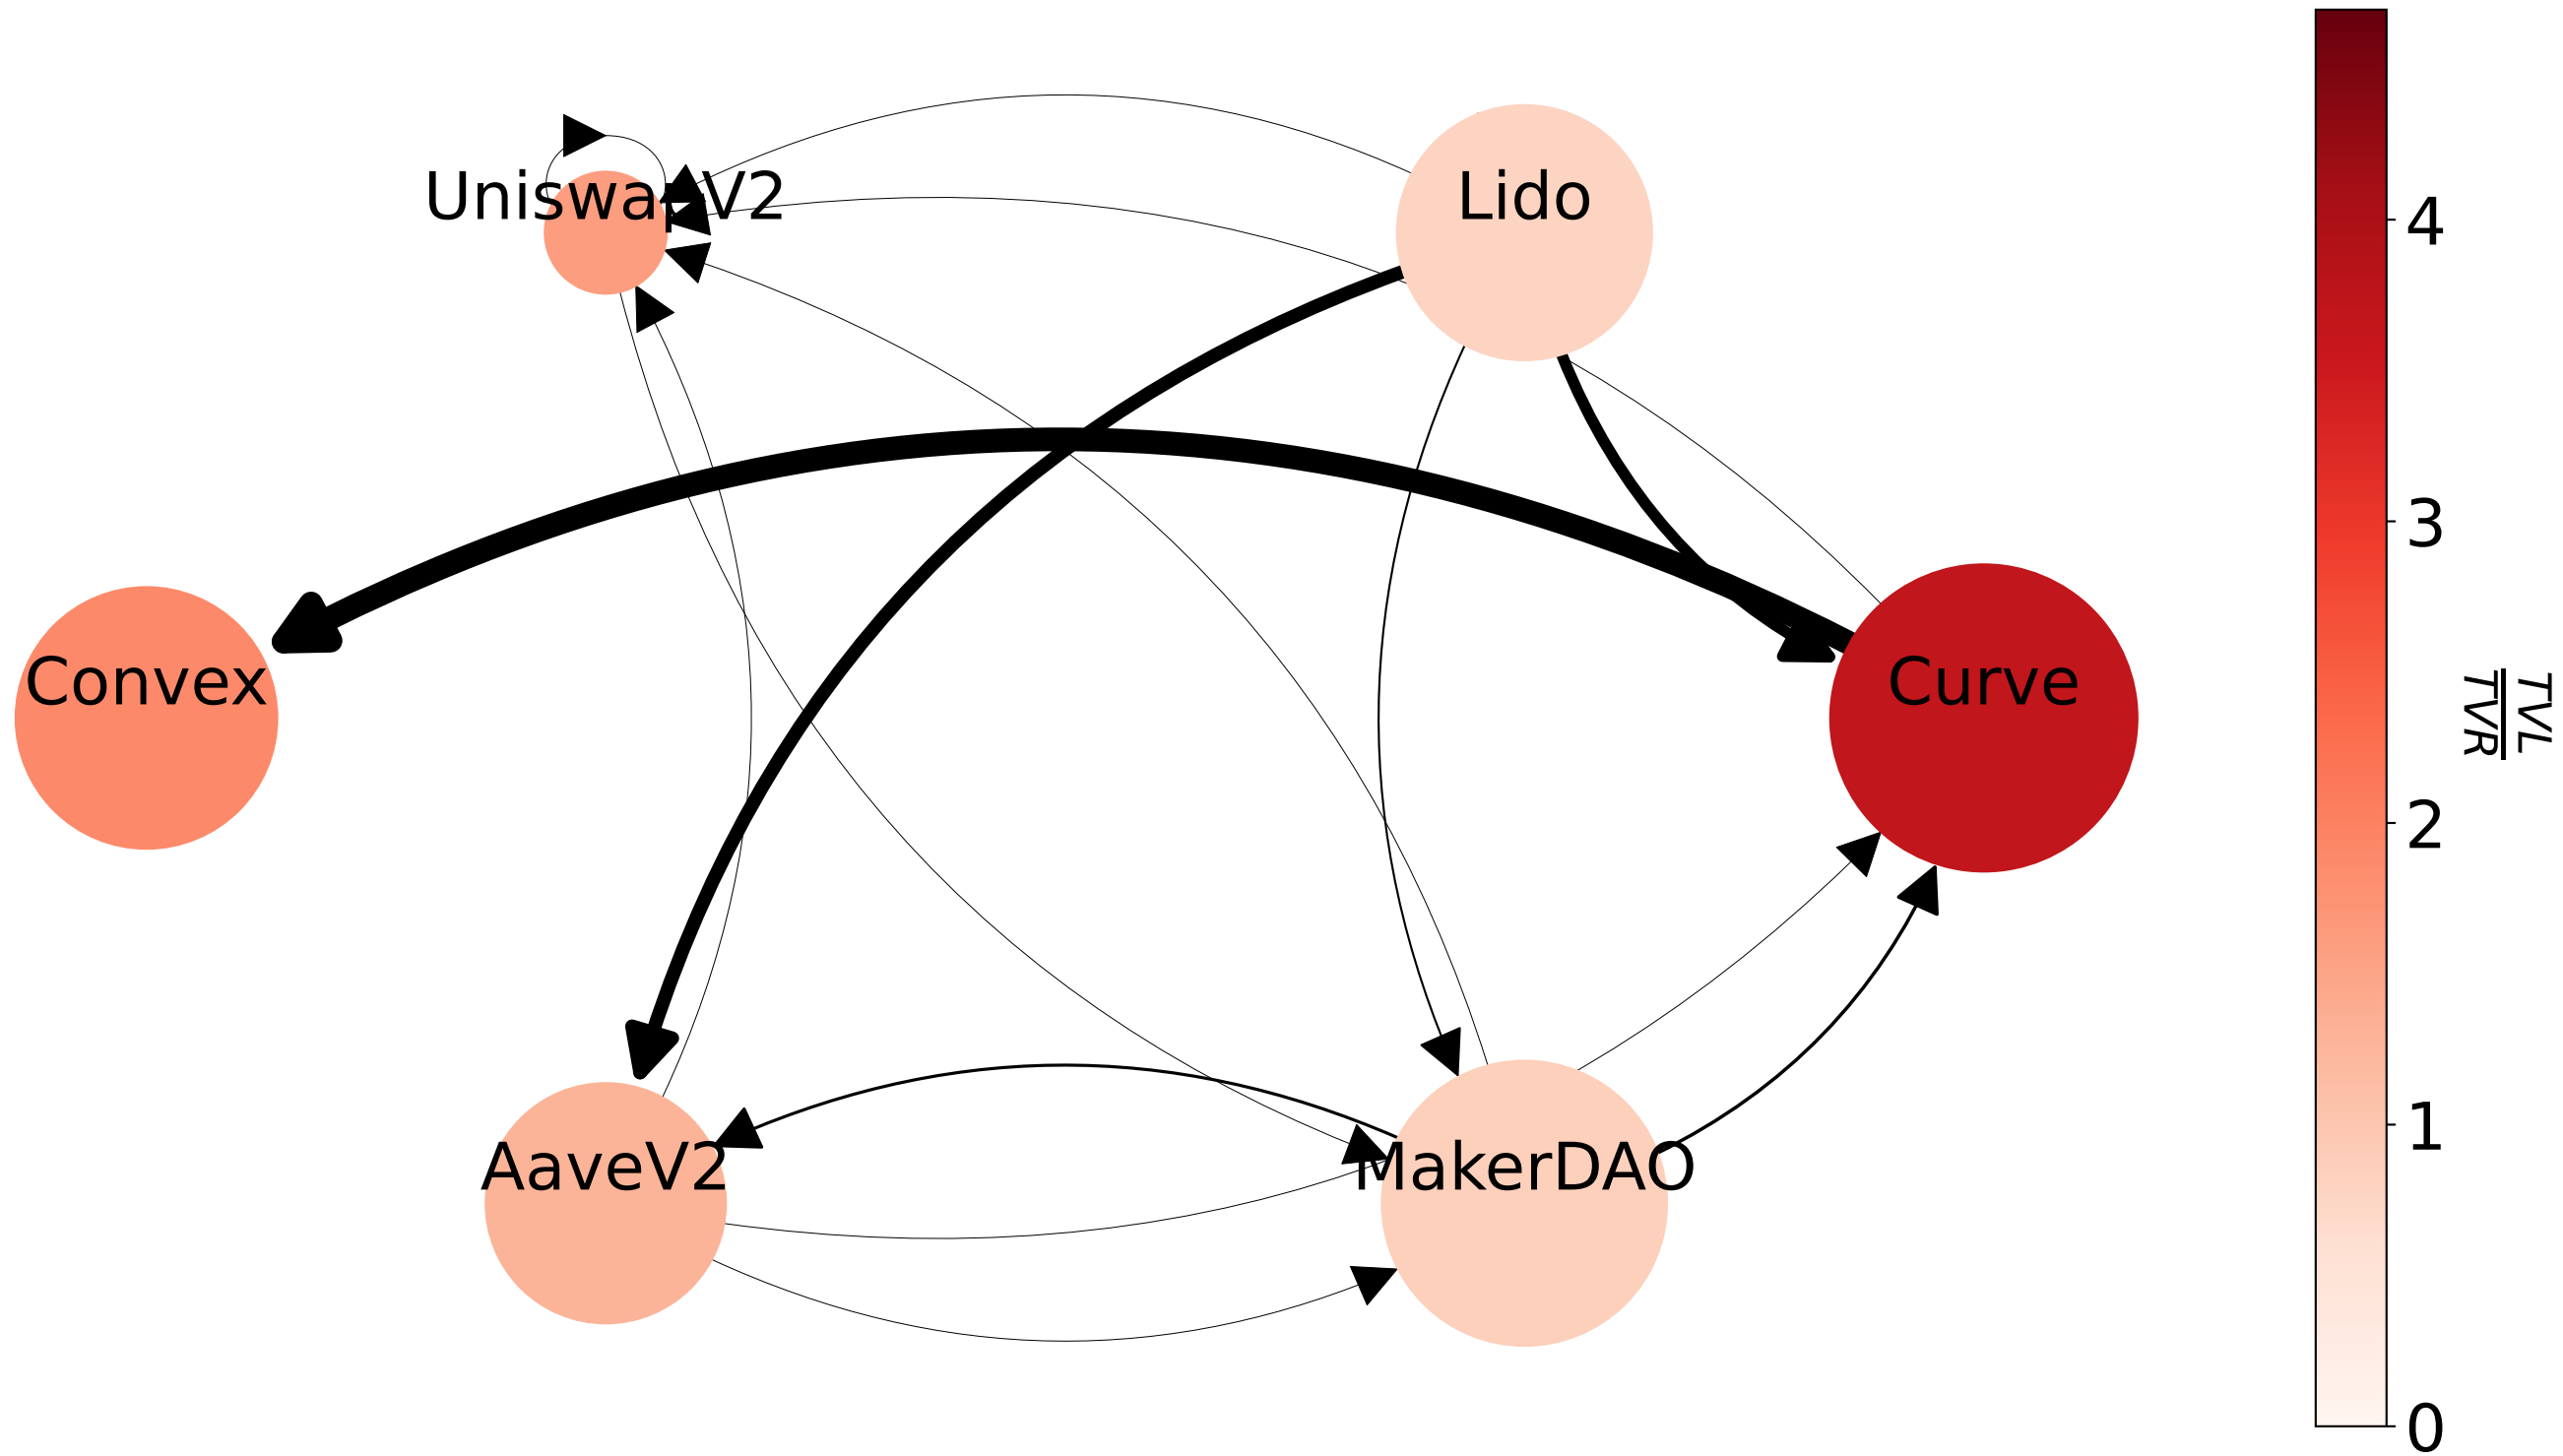 UniswapV2
Lido
Convex
Curve
AaveV2
MakerDAO
4
3
2
1
0
TVL
TVR